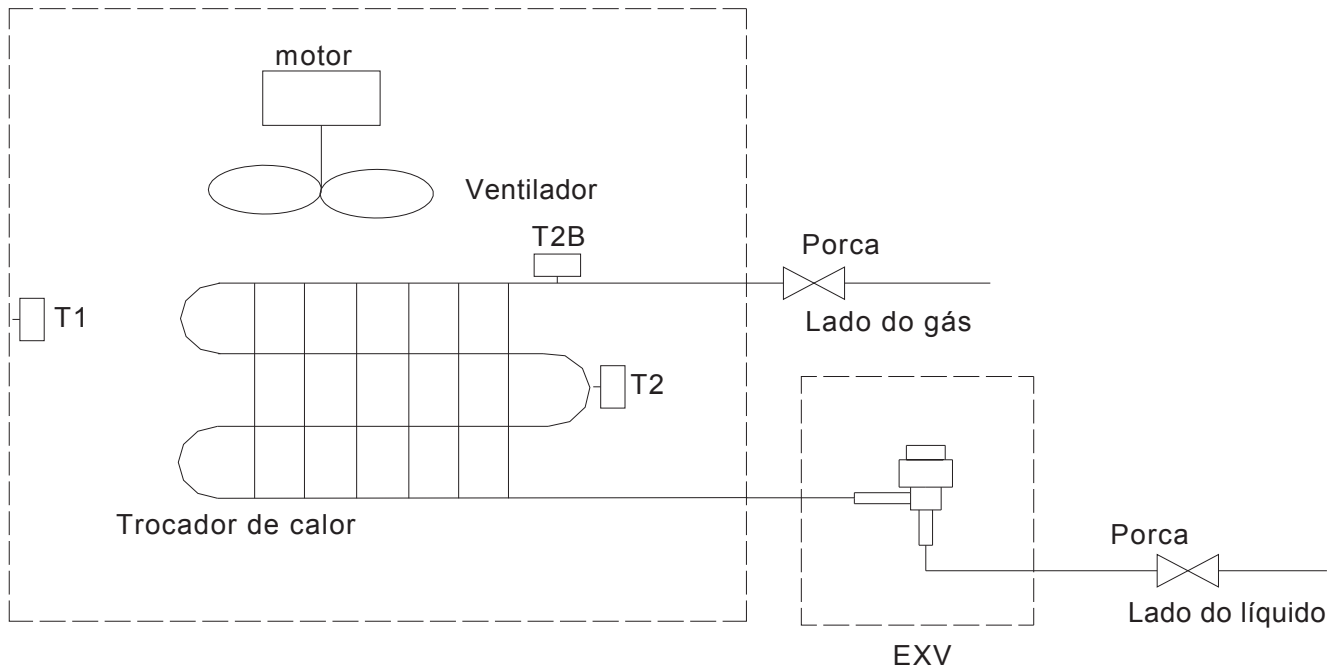 motor
Ventilador
T2B
Porca
T1
Lado do gás
T2
Trocador de calor
Porca
Lado do líquido
EXV